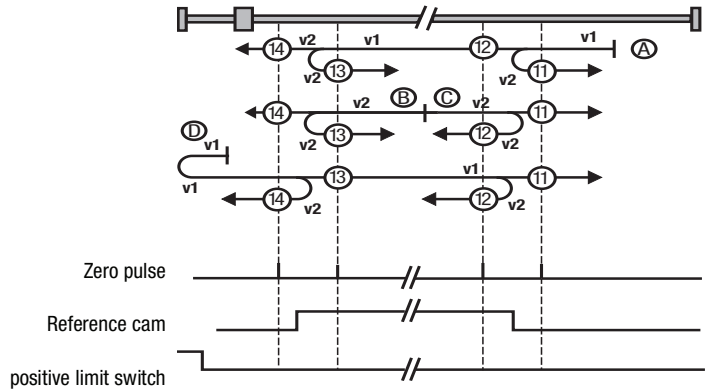 v2 v1
14 12 A
v2 13 v2 11
B C
14 v2 v2 11
D v2 13 12 v2
v1
v1 13 v1 11
14 v2 12 v2
Zero pulse
Reference cam
positive limit switch